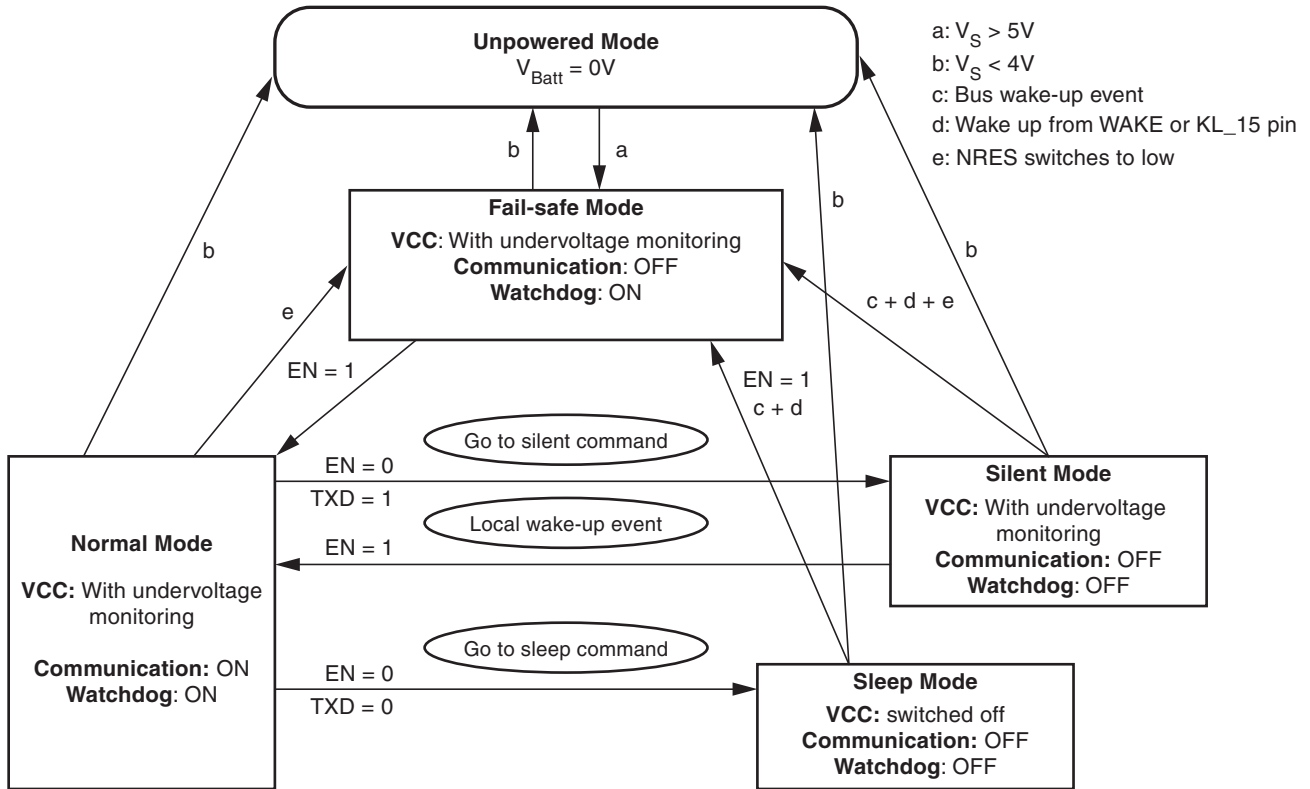 Unpowered Mode
V_Batt = 0V
a: V_S > 5V
b: V_S < 4V
c: Bus wake-up event
d: Wake up from WAKE or KL_15 pin
e: NRES switches to low
b
a
b
b
b
Fail-safe Mode
VCC: With undervoltage monitoring
Communication: OFF
Watchdog: ON
e
c + d + e
EN = 1
EN = 1
c + d
Go to silent command
EN = 0
TXD = 1
Local wake-up event
EN = 1
Silent Mode
VCC: With undervoltage
monitoring
Communication: OFF
Watchdog: OFF
Normal Mode
VCC: With undervoltage
monitoring
Communication: ON
Watchdog: ON
Go to sleep command
EN = 0
TXD = 0
Sleep Mode
VCC: switched off
Communication: OFF
Watchdog: OFF